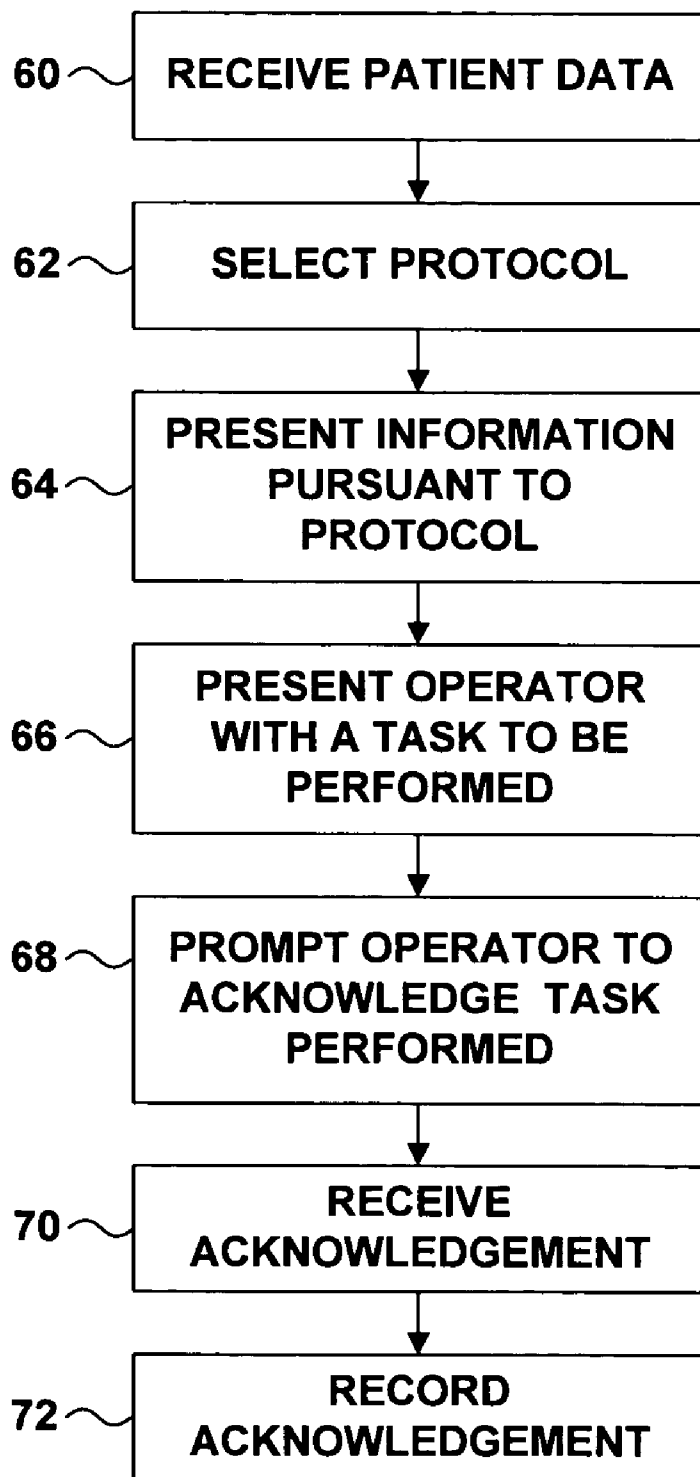 60 RECEIVE PATIENT DATA
62 SELECT PROTOCOL
PRESENT INFORMATION
64 PURSUANT TO
PROTOCOL
PRESENT OPERATOR
66 WITH A TASK TO BE
PERFORMED
68 PROMPT OPERATOR TO
ACKNOWLEDGE TASK
PERFORMED
70 RECEIVE
ACKNOWLEDGEMENT
72 RECORD
ACKNOWLEDGEMENT